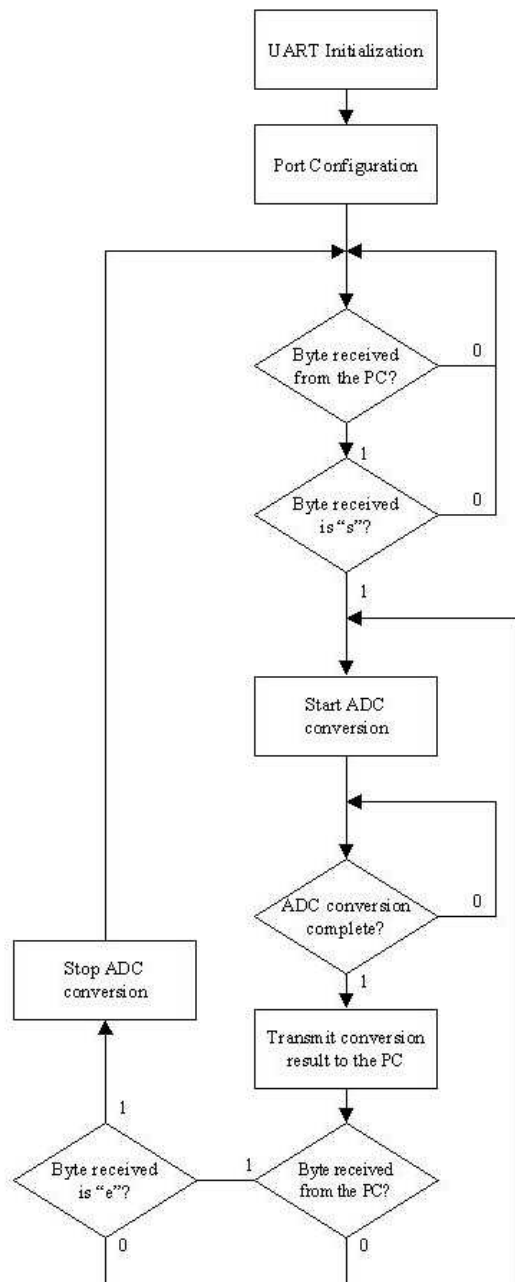 UART Initialization
Port Configuration
Byte received
from the PC?
0
1
Byte received
is “s”?
0
1
Start ADC
conversion
ADC conversion
complete?
0
1
Stop ADC
conversion
Transmit conversion
result to the PC
1
Byte received
is “e”?
1
Byte received
from the PC?
0
0